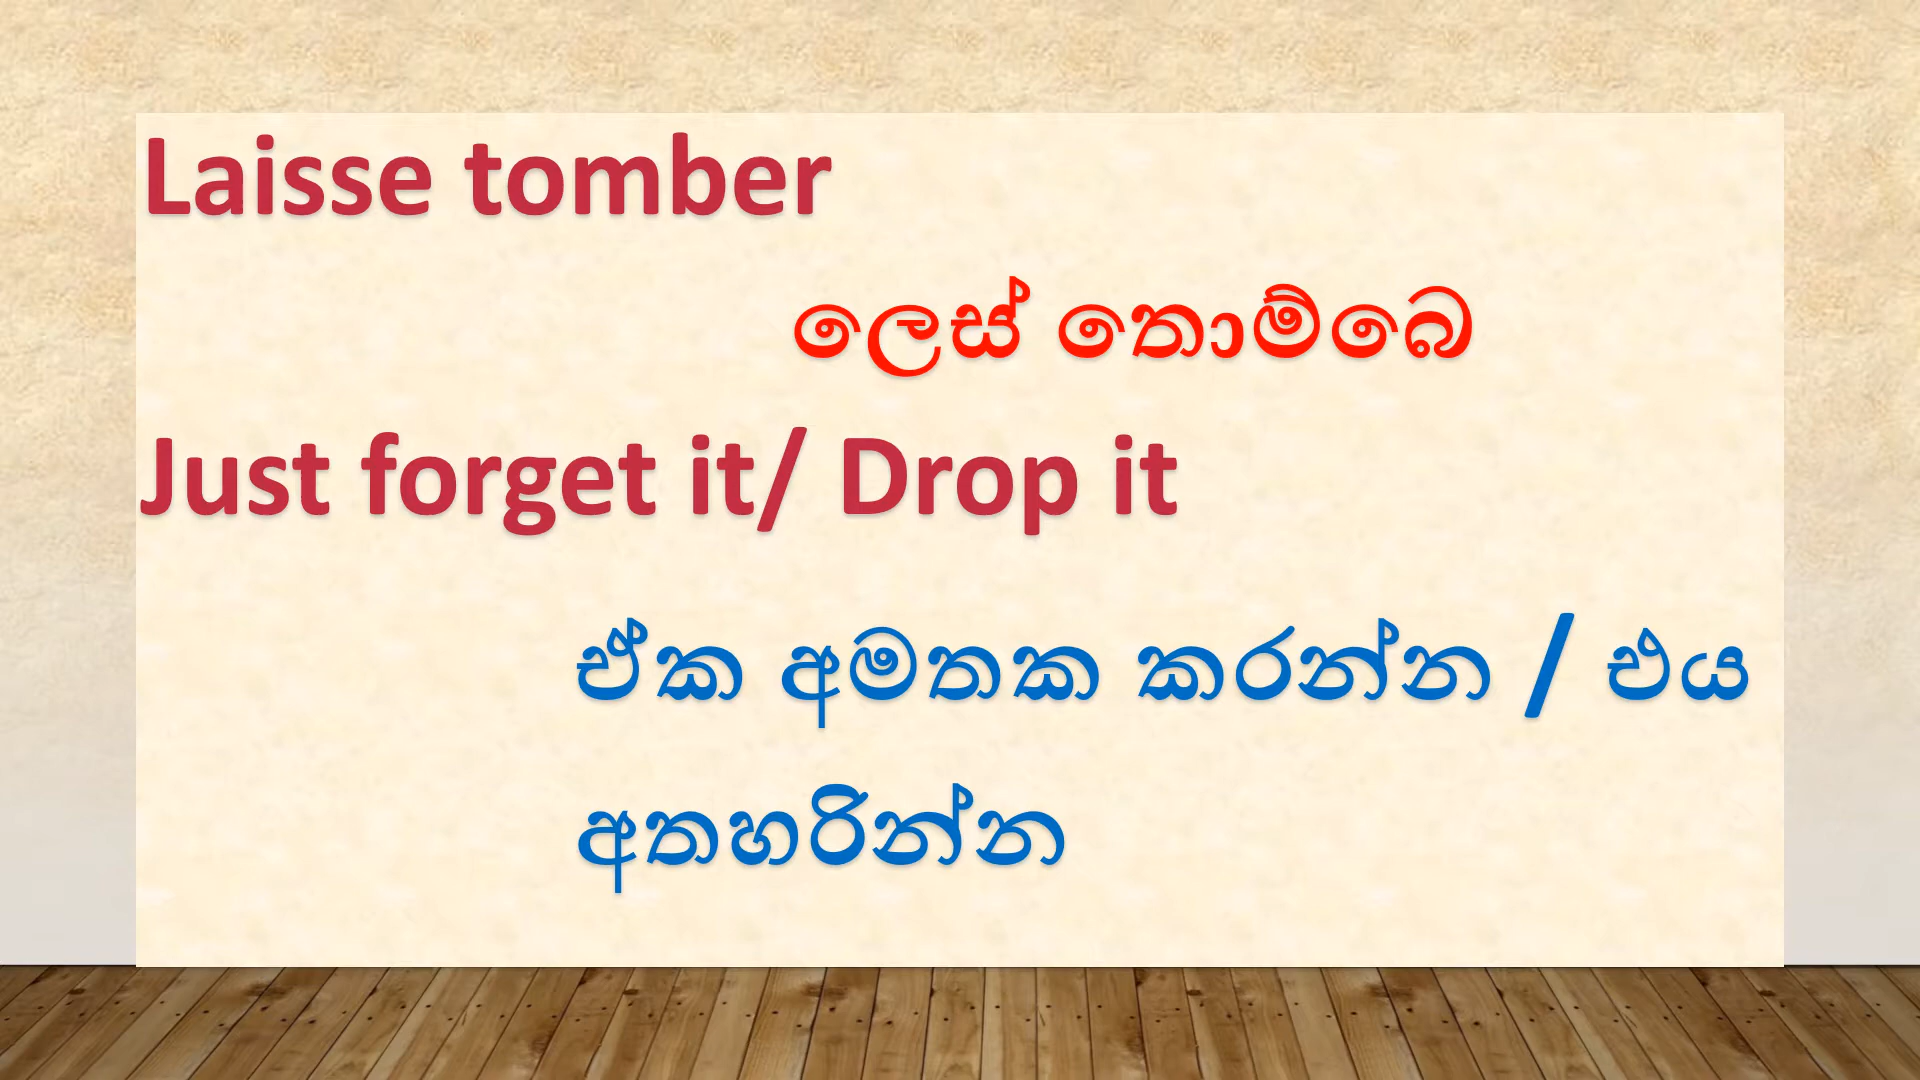 Laisse tomber
ලෙස් තොම්බෙ
Just forget it/ Drop it
ඒක අමතක කරන්න / එය
අතහරින්න